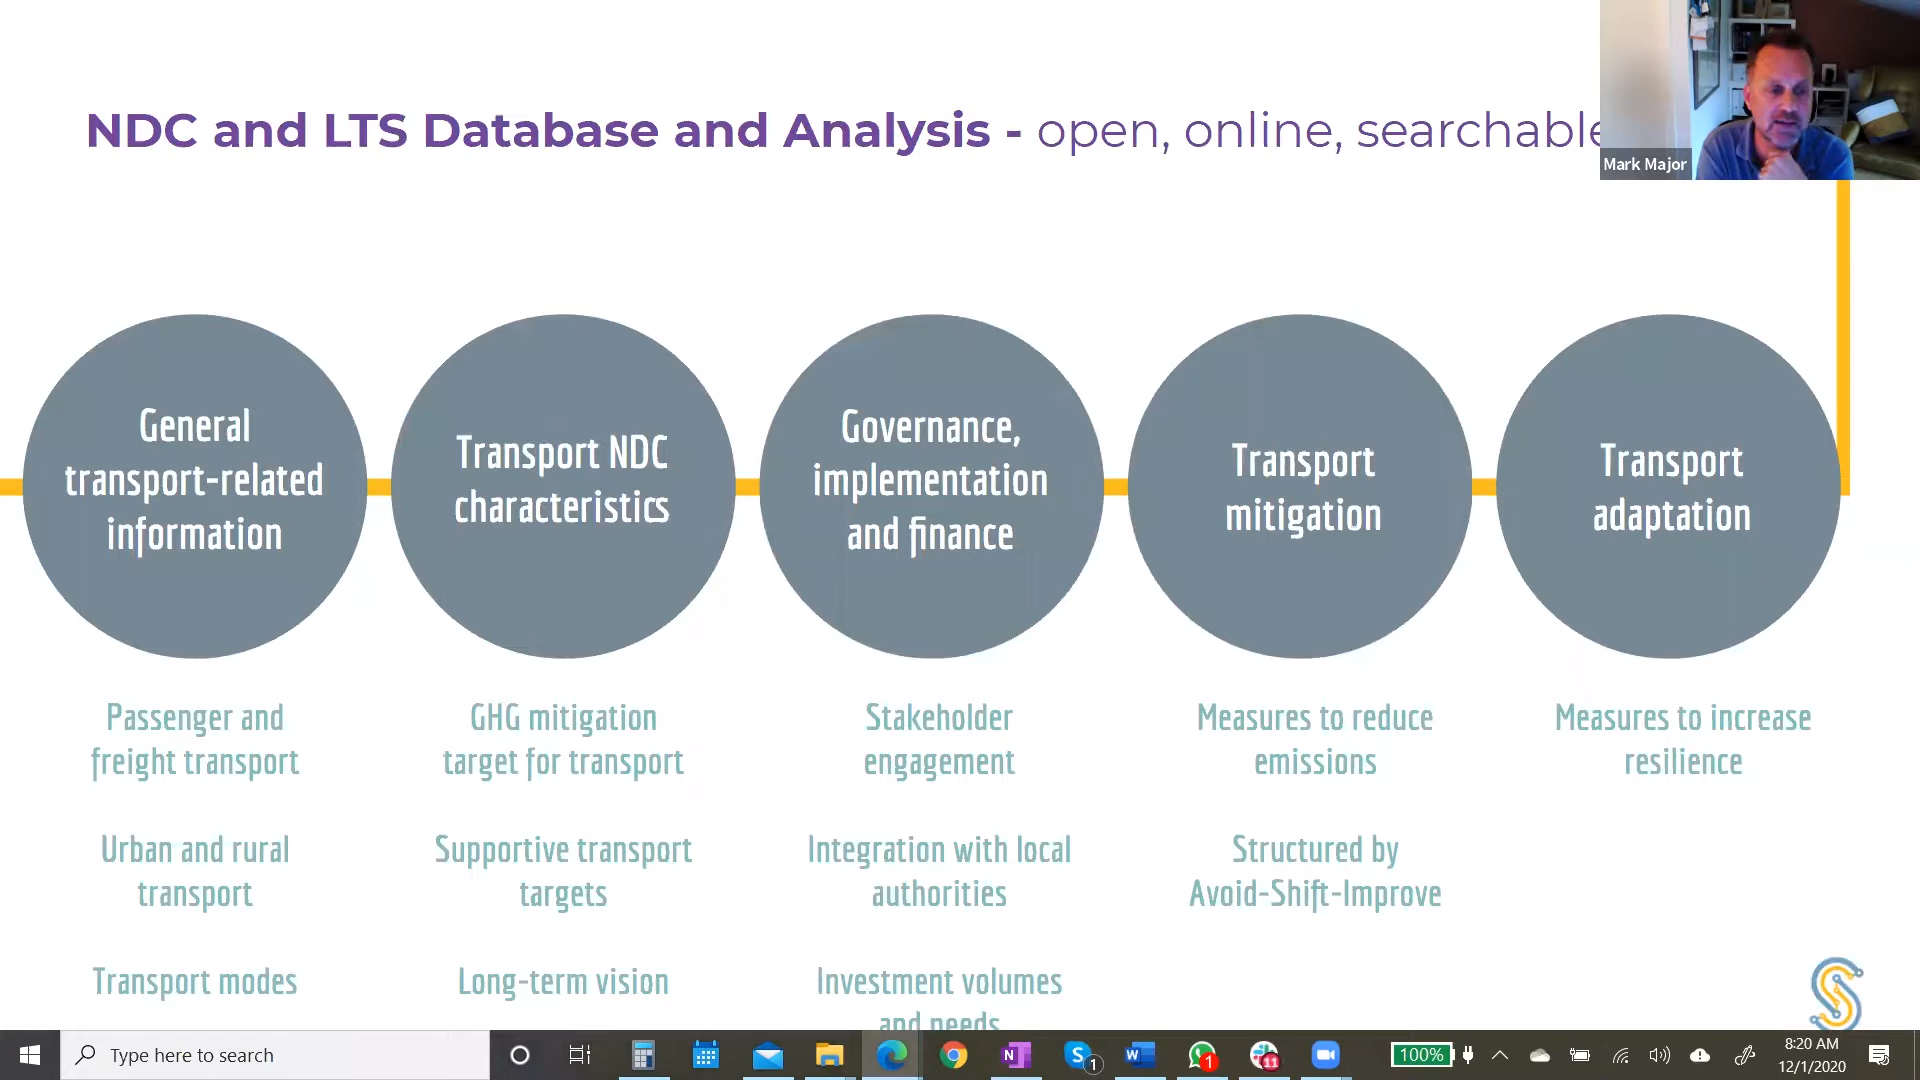 NDC and LTS Database and Analysis - open, online, searchable
Mark Major
General
transport-related
information
Transport NDC
characteristics
Governance,
implementation
and finance
Transport
mitigation
Transport
adaptation
Passenger and
freight transport
Urban and rural
transport
Transport modes
GHG mitigation
target for transport
Supportive transport
targets
Long-term vision
Stakeholder
engagement
Integration with local
authorities
Investment volumes
and needs
Measures to reduce
emissions
Structured by
Avoid-Shift-Improve
Measures to increase
resilience
Type here to search
N
S
1
W
1
11
100%
8:20 AM
12/1/2020